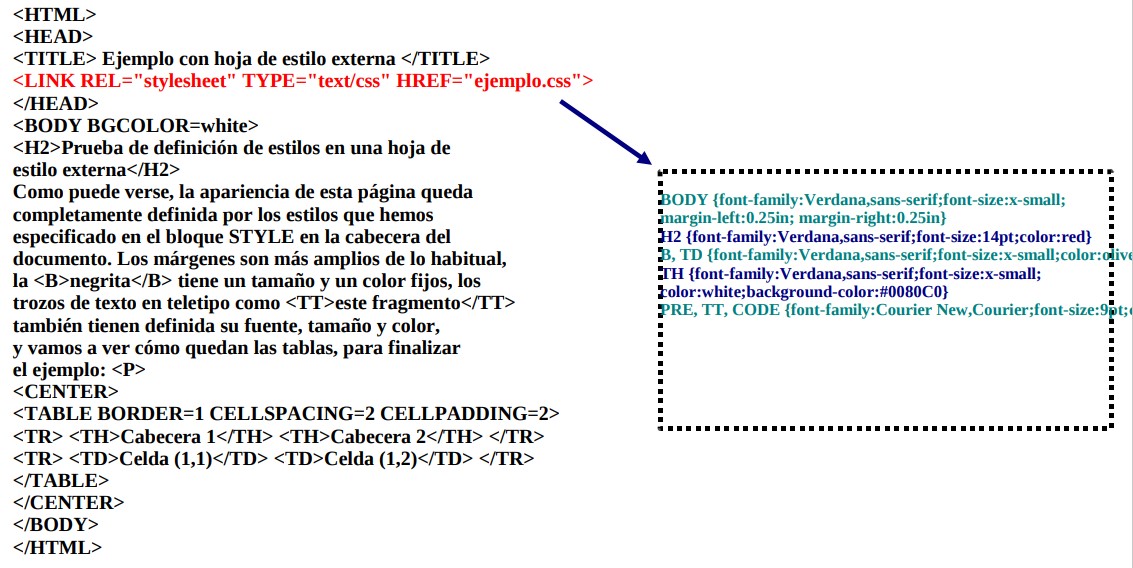 <HTML>
<HEAD>
<TITLE> Ejemplo con hoja de estilo externa </TITLE>
<LINK REL="stylesheet" TYPE="text/css" HREF="ejemplo.css">
</HEAD>
<BODY BGCOLOR=white>
<H2>Prueba de definición de estilos en una hoja de
estilo externa</H2>
Como puede verse, la apariencia de esta página queda
completamente definida por los estilos que hemos
especificado en el bloque STYLE en la cabecera del
documento. Los márgenes son más amplios de lo habitual,
la <B>negrita</B> tiene un tamaño y un color fijos, los
trozos de texto en teletipo como <TT>este fragmento</TT>
también tienen definida su fuente, tamaño y color,
y vamos a ver cómo quedan las tablas, para finalizar
el ejemplo: <P>
<CENTER>
<TABLE BORDER=1 CELLSPACING=2 CELLPADDING=2>
<TR> <TH>Cabecera 1</TH> <TH>Cabecera 2</TH> </TR>
<TR> <TD>Celda (1,1)</TD> <TD>Celda (1,2)</TD> </TR>
</TABLE>
</CENTER>
</BODY>
</HTML>
BODY {font-family:Verdana,sans-serif;font-size:x-small;
margin-left:0.25in; margin-right:0.25in}
H2 {font-family:Verdana,sans-serif;font-size:14pt;color:red}
B, TD {font-family:Verdana,sans-serif;font-size:x-small;color:olive
TH {font-family:Verdana,sans-serif;font-size:x-small;
color:white;background-color:#0080C0}
PRE, TT, CODE {font-family:Courier New,Courier;font-size:9pt;